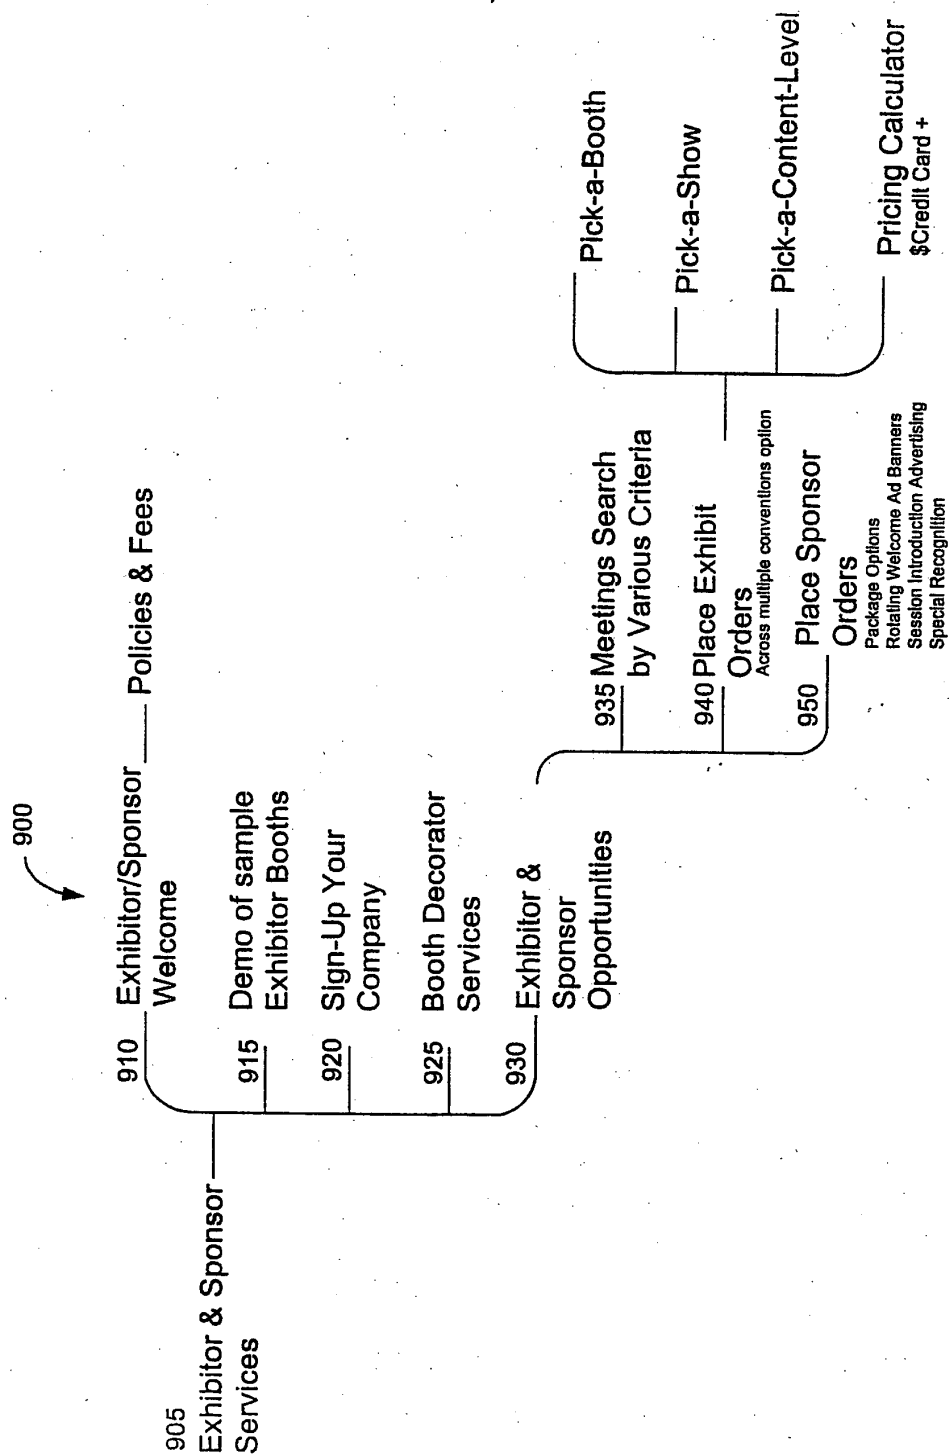 900
905
Exhibitor & Sponsor
Services
910
Exhibitor/Sponsor
Welcome
Policies & Fees
915
Demo of sample
Exhibitor Booths
920
Sign-Up Your
Company
925
Booth Decorator
Services
930
Exhibitor &
Sponsor
Opportunities
935 Meetings Search
by Various Criteria
940 Place Exhibit
Orders
Across multiple conventions option
950
Place Sponsor
Orders
Package Options
Rotating Welcome Ad Banners
Session Introduction Advertising
Special Recognition
Pick-a-Booth
Pick-a-Show
Pick-a-Content-Level
Pricing Calculator
$Credit Card +